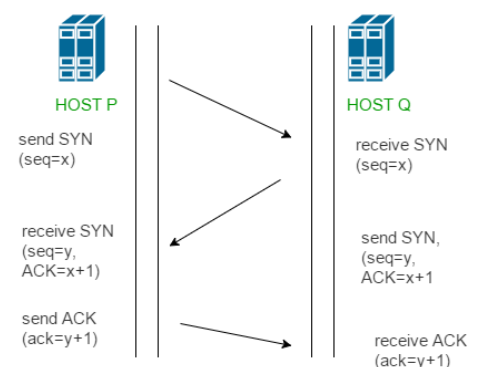 HOST P
HOST Q
send SYN
(seq=x)
receive SYN
(seq=x)
receive SYN
(seq=y,
ACK=x+1)
send SYN,
(seq=y,
ACK=x+1
send ACK
(ack=y+1)
receive ACK
(ack=y+1)